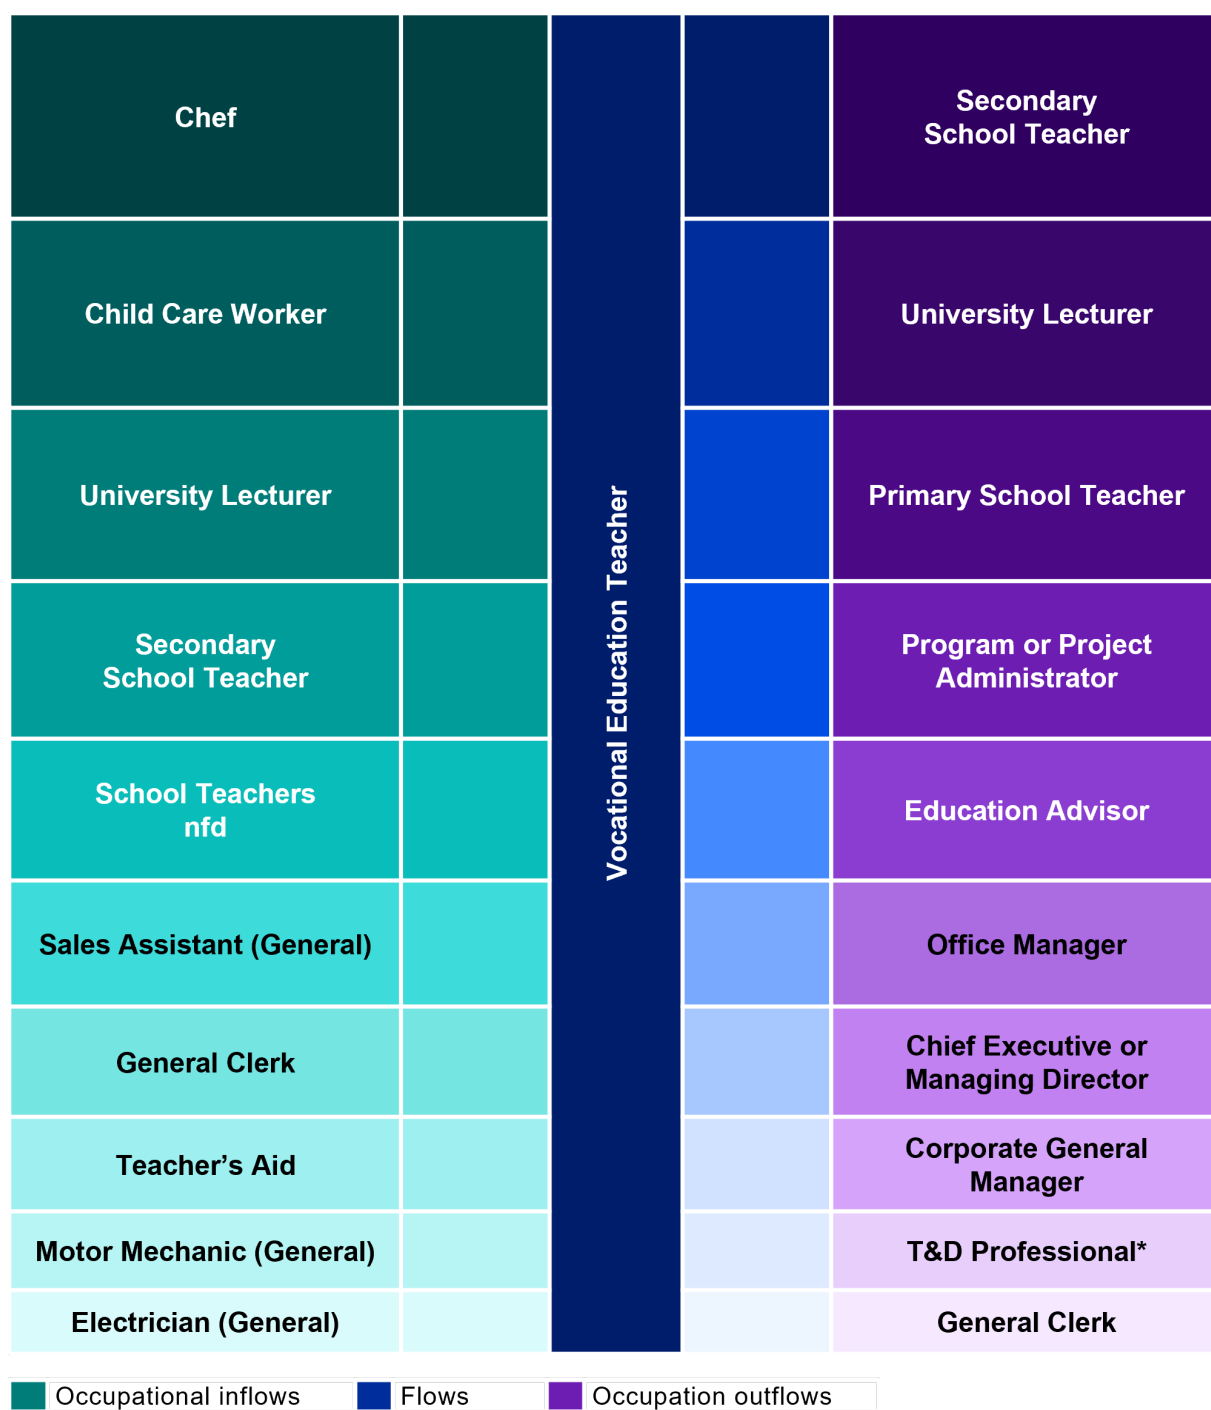 Chef
Child Care Worker
University Lecturer
Secondary
School Teacher
School Teachers
nfd
Sales Assistant (General)
General Clerk
Teacher’s Aid
Motor Mechanic (General)
Electrician (General)
Vocational Education Teacher
Secondary
School Teacher
University Lecturer
Primary School Teacher
Program or Project
Administrator
Education Advisor
Office Manager
Chief Executive or
Managing Director
Corporate General
Manager
T&D Professional*
General Clerk
Occupational inflows
Flows
Occupation outflows